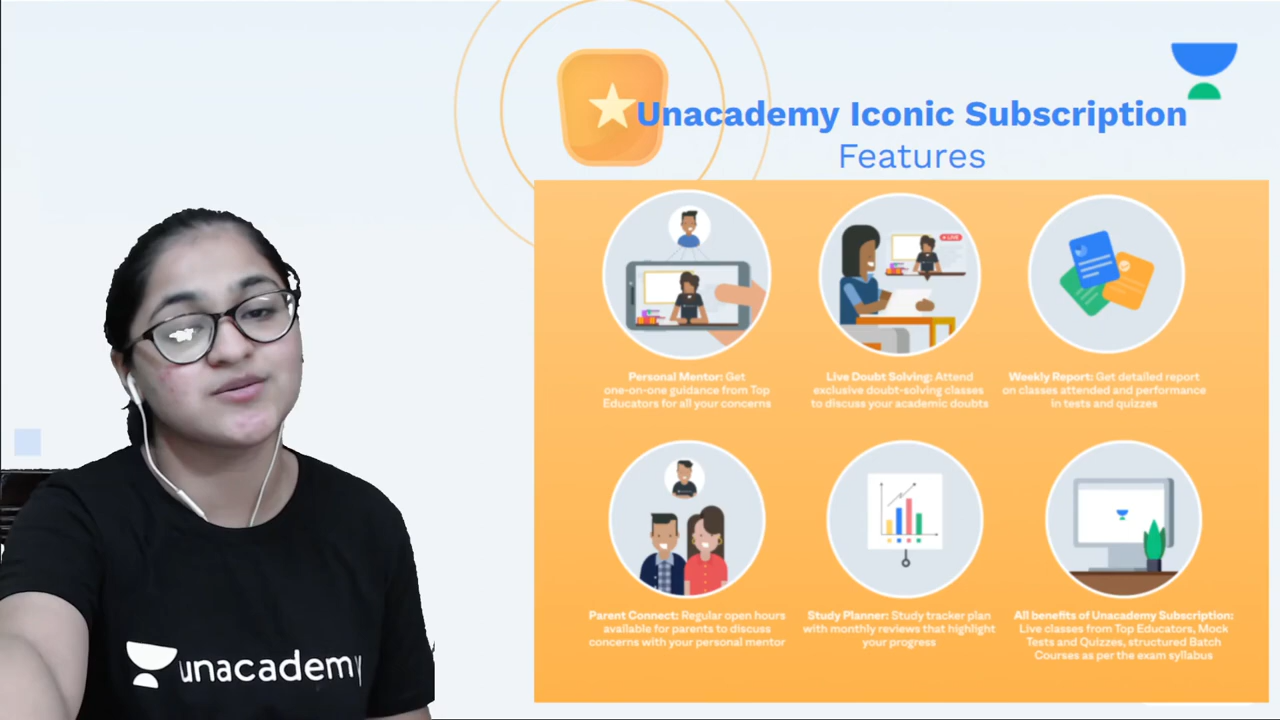 Unacademy Iconic Subscription
Features
LIVE
Personal Mentor: Get
one-on-one guidance from Top
Educators for all your concerns
Live Doubt Solving: Attend
exclusive doubt-solving classes
to discuss your academic doubts
Weekly Report: Get detailed report
on classes attended and performance
in tests and quizzes
Parent Connect: Regular open hours
available for parents to discuss
concerns with your personal mentor
Study Planner: Study tracker plan
with monthly reviews that highlight
your progress
All benefits of Unacademy Subscription:
Live classes from Top Educators, Mock
Tests and Quizzes, structured Batch
Courses as per the exam syllabus
unacademy